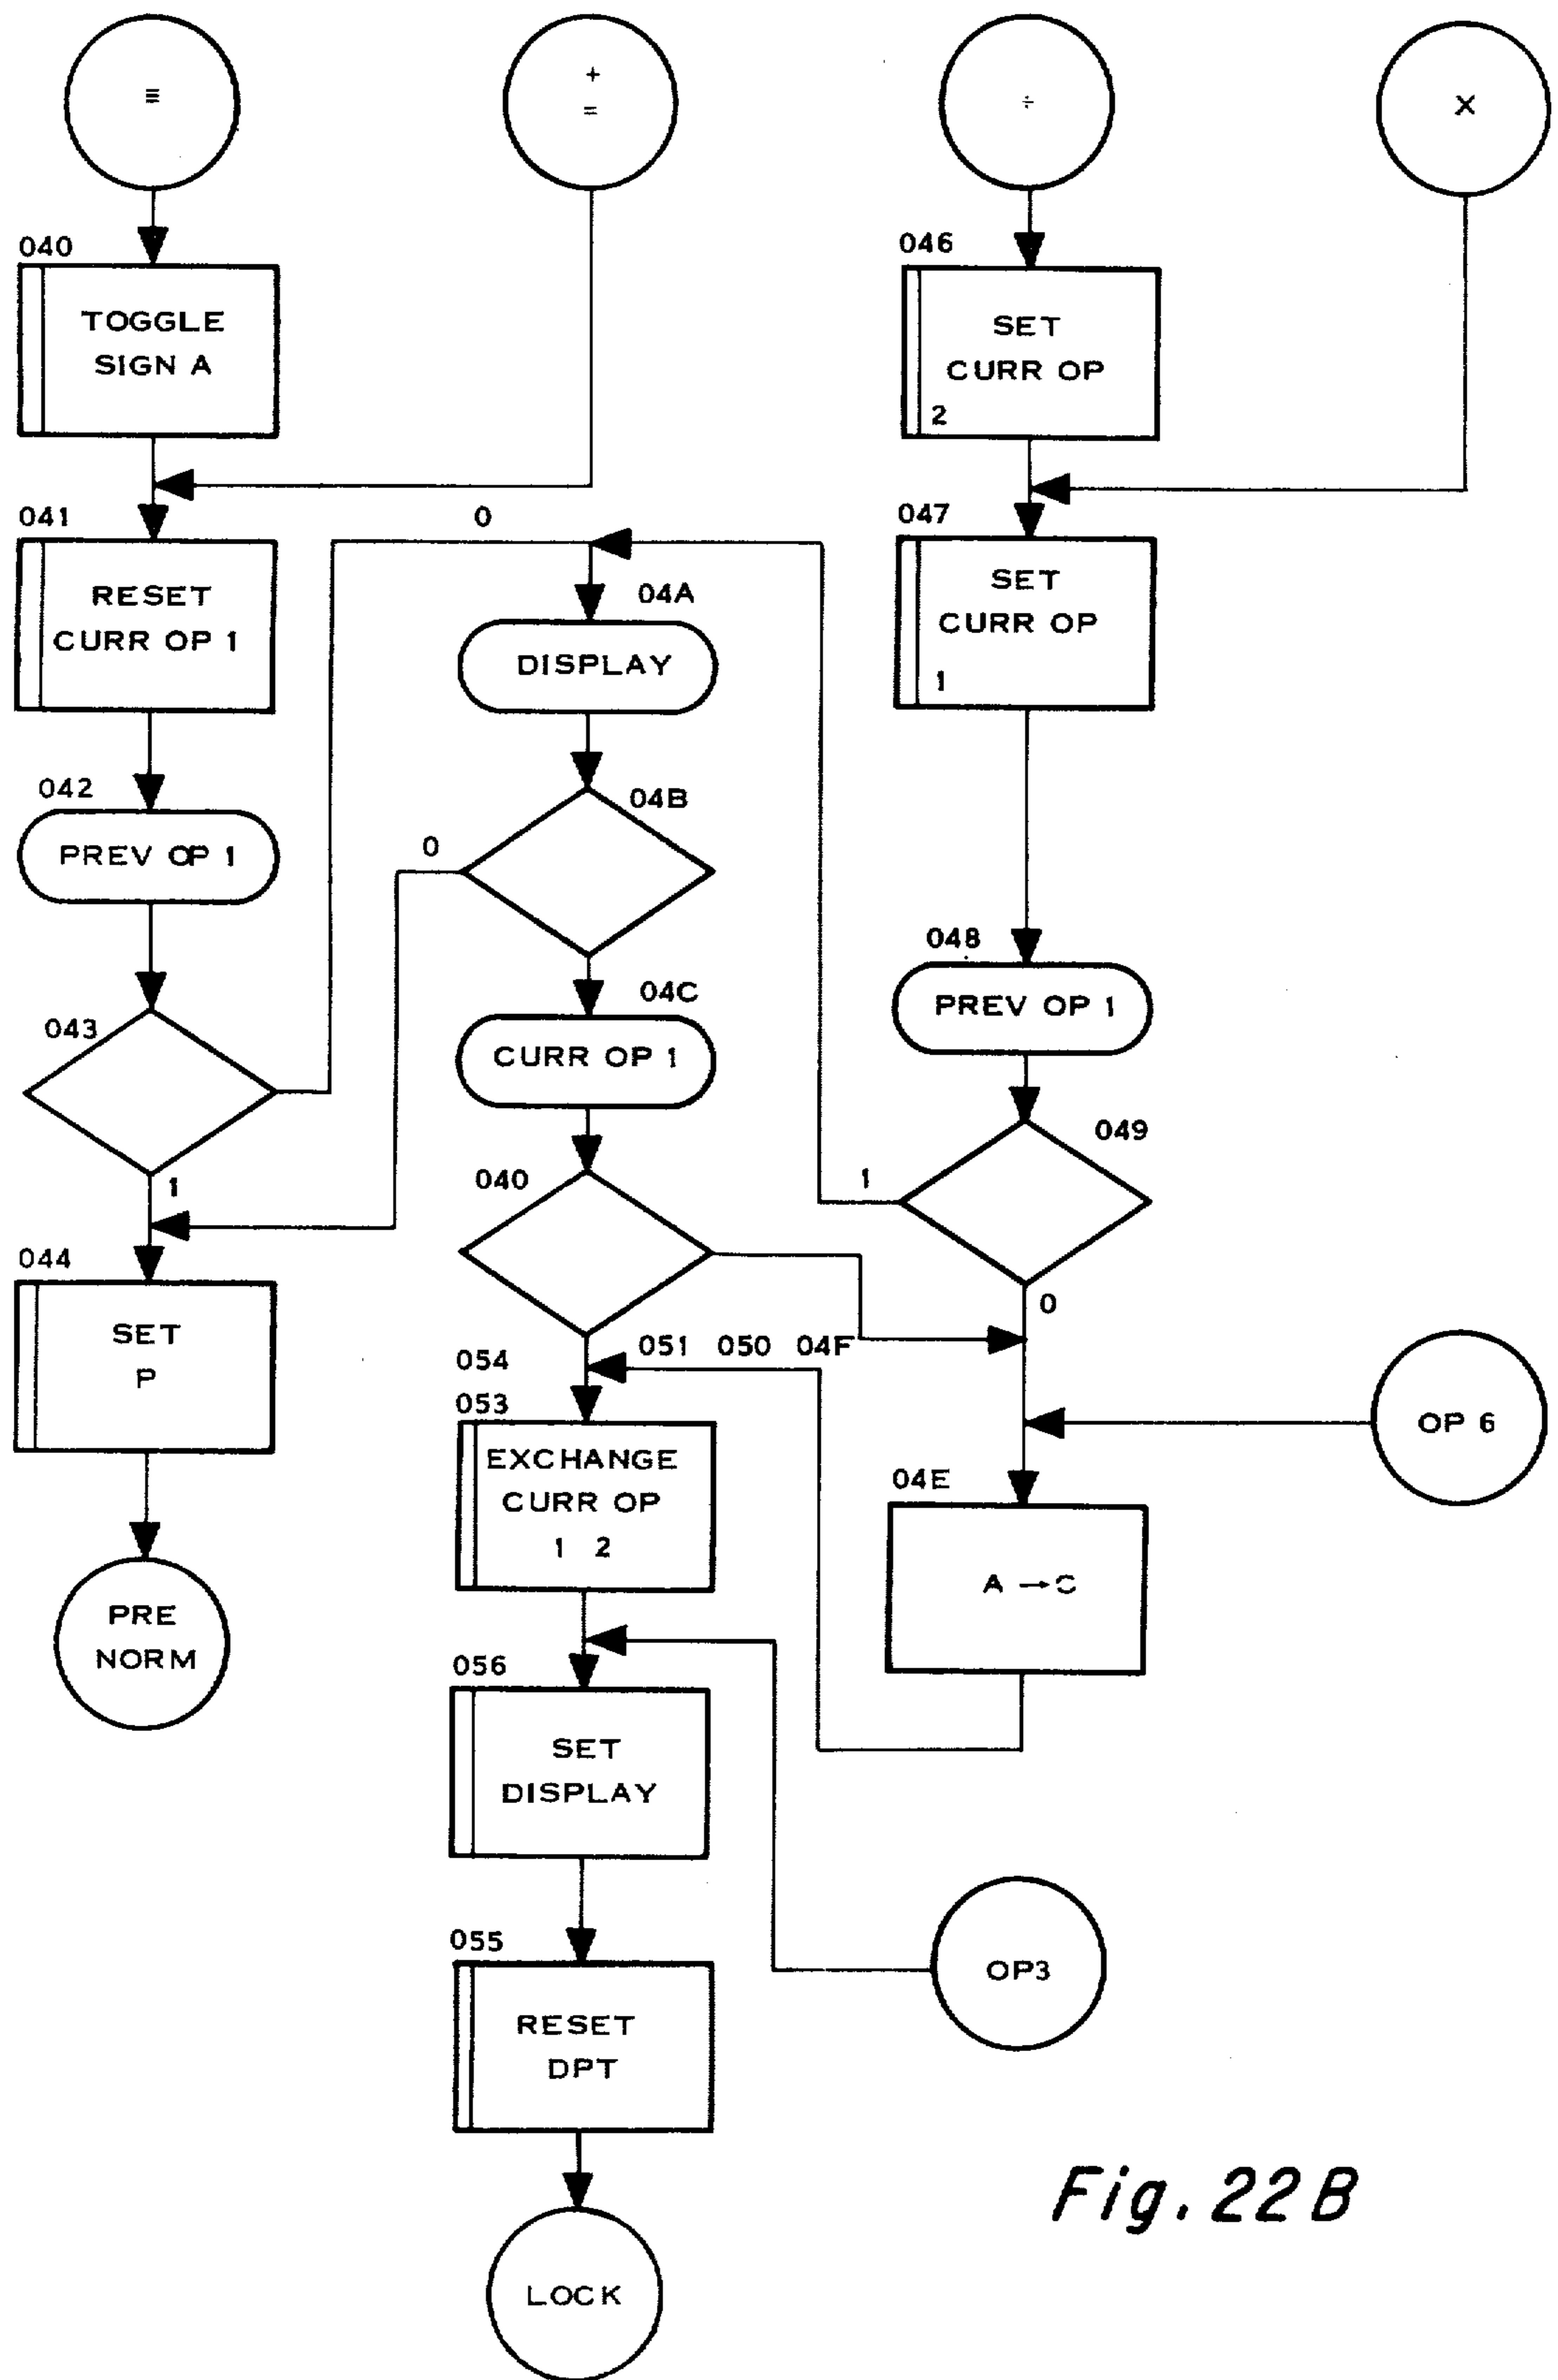 ≡
+
=
÷
X
040
TOGGLE
SIGN A
046
SET
CURR OP
2
041
RESET
CURR OP 1
0
047
SET
CURR OP
1
04A
DISPLAY
042
PREV OP 1
04B
0
048
PREV OP 1
04C
CURR OP 1
043
1
049
1
0
040
044
SET
P
051 050 04F
054
053
EXCHANGE
CURR OP
1 2
OP 6
04E
A → C
PRE
NORM
056
SET
DISPLAY
055
RESET
DPT
OP3
LOCK
Fig. 22B